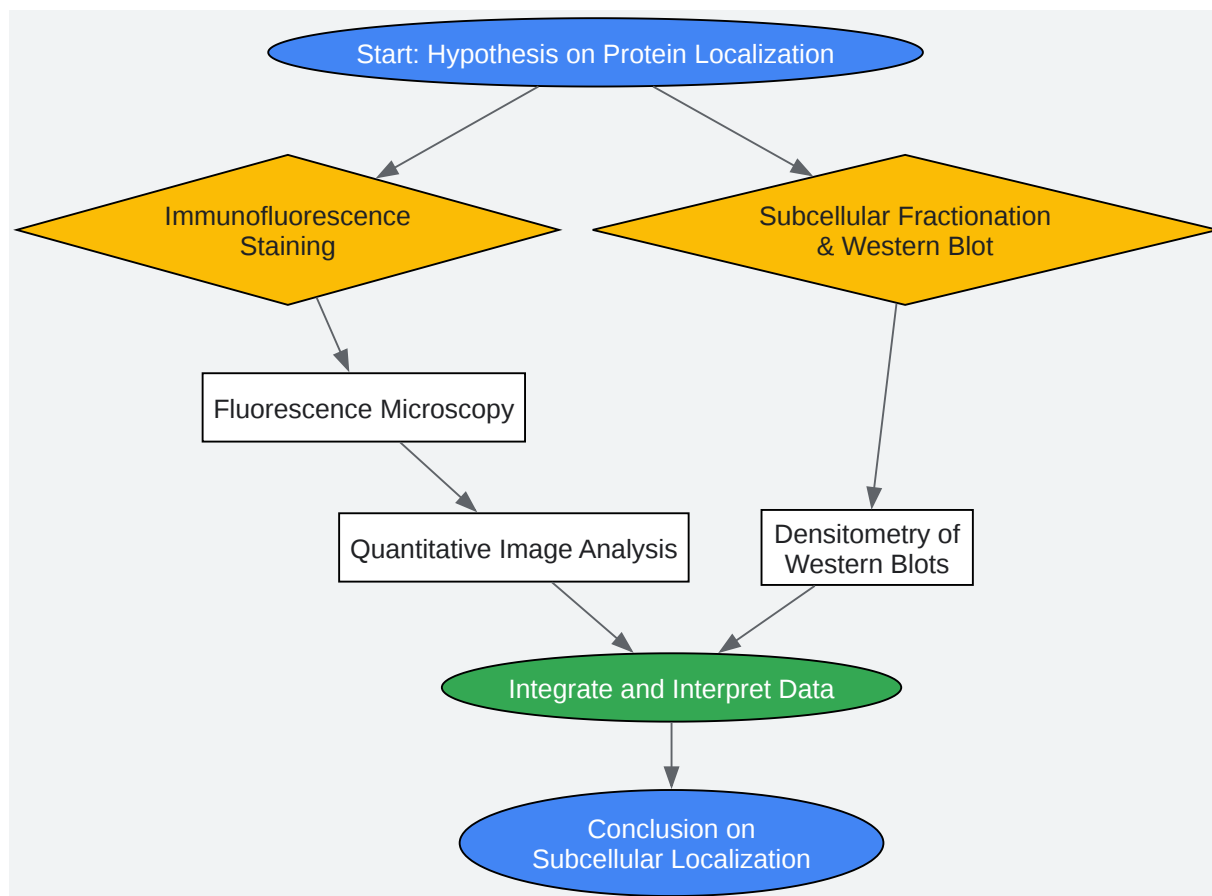 Start: Hypothesis on Protein Localization
Immunofluorescence
Staining
Subcellular Fractionation
& Western Blot
Fluorescence Microscopy
Quantitative Image Analysis
Densitometry of
Western Blots
Integrate and Interpret Data
Conclusion on
Subcellular Localization